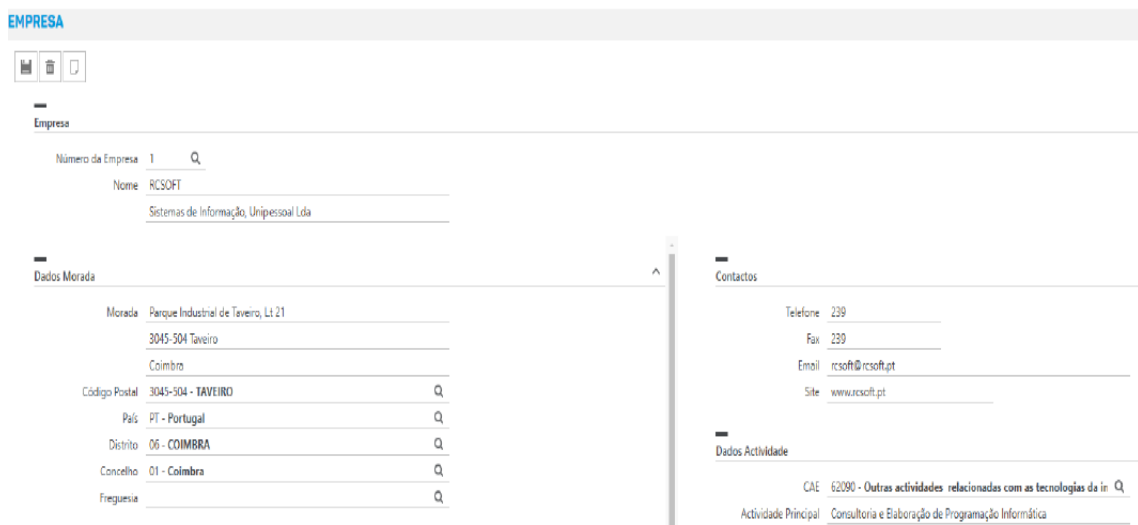 EMPRESA
Empresa
Número da Empresa 1
Nome RCSOFT
Sistemas de Informação, Unipessoal Lda
Dados Morada
Morada Parque Industrial de Taveiro, Lt 21
3045-504 Taveiro
Coimbra
Código Postal 3045-504 - TAVEIRO
País PT - Portugal
Distrito 06 - COIMBRA
Concelho 01 - Coimbra
Freguesia
Contactos
Telefone 239
Fax 239
Email rcsoft@rcsoft.pt
Site www.rcsoft.pt
Dados Actividade
CAE 62090 - Outras actividades relacionadas com as tecnologias da in
Actividade Principal Consultoria e Elaboração de Programação Informática